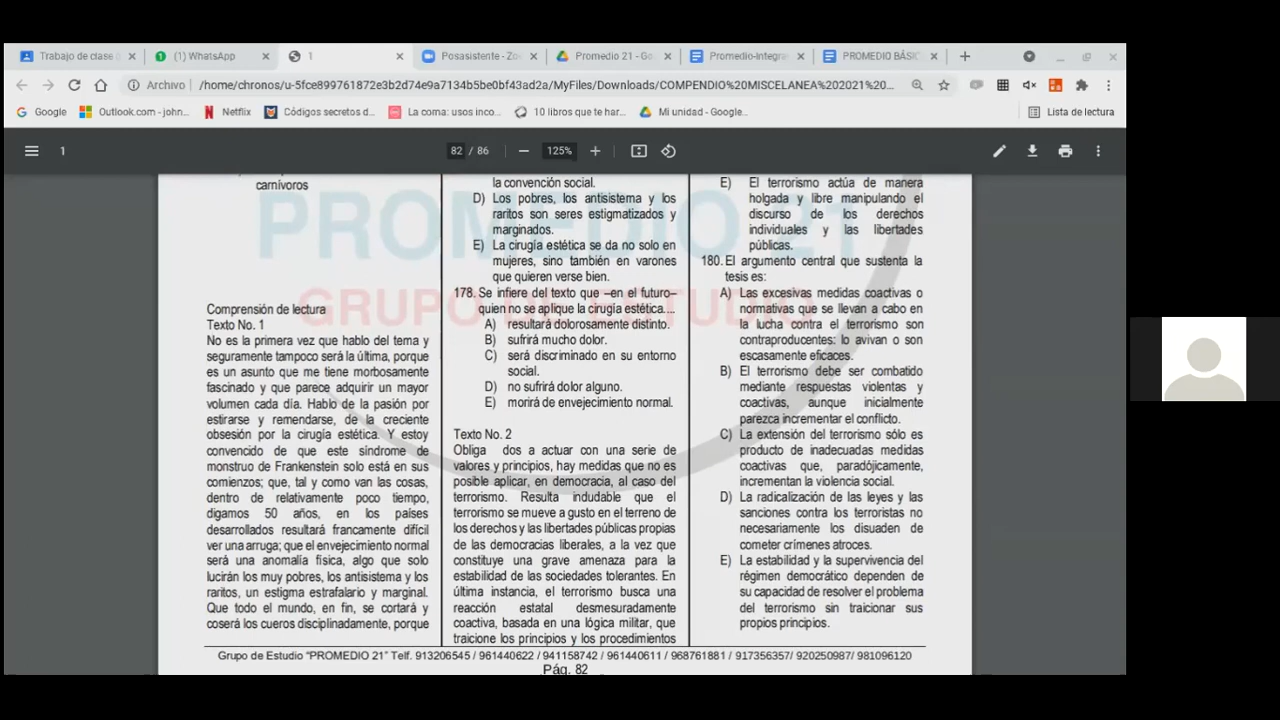 Trabajo de clase
(1) WhatsApp
1
Posasistente - Zo
Promedio 21 - Go
Promedio-integra
PROMEDIO BÁSIC
Archivo /home/chronos/u-5fce899761872e3b2d74e9a7134b5be0bf43ad2a/MyFiles/Downloads/COMPENDIO%20MISCELANEA%202021%20...
Google
Outlook.com - john...
Netflix
Códigos secretos d...
La coma: usos inco...
10 libros que te har...
Mi unidad - Google...
Lista de lectura
1
82 / 86
125%
PROMEDIO 21
GRUPO DE ESTUDIO
carnívoros
Comprensión de lectura
Texto No. 1
No es la primera vez que hablo del tema y
seguramente tampoco será la última, porque
es un asunto que me tiene morbosamente
fascinado y que parece adquirir un mayor
volumen cada día. Hablo de la pasión por
estirarse y remendarse, de la creciente
obsesión por la cirugía estética. Y estoy
convencido de que este síndrome de
monstruo de Frankenstein solo está en sus
comienzos; que, tal y como van las cosas,
dentro de relativamente poco tiempo,
digamos 50 años, en los países
desarrollados resultará francamente difícil
ver una arruga; que el envejecimiento normal
será una anomalía física, algo que solo
lucirán los muy pobres, los antisistema y los
raritos, un estigma estrafalario y marginal.
Que todo el mundo, en fin, se cortará y
coserá los cueros disciplinadamente, porque
la convención social.
D) Los pobres, los antisistema y los
raritos son seres estigmatizados y
marginados.
E) La cirugía estética se da no solo en
mujeres, sino también en varones
que quieren verse bien.
178. Se infiere del texto que –en el futuro–
quien no se aplique la cirugía estética....
A) resultará dolorosamente distinto.
B) sufrirá mucho dolor.
C) será discriminado en su entorno
social.
D) no sufrirá dolor alguno.
E) morirá de envejecimiento normal.
Texto No. 2
Obliga dos a actuar con una serie de
valores y principios, hay medidas que no es
posible aplicar, en democracia, al caso del
terrorismo. Resulta indudable que el
terrorismo se mueve a gusto en el terreno de
los derechos y las libertades públicas propias
de las democracias liberales, a la vez que
constituye una grave amenaza para la
estabilidad de las sociedades tolerantes. En
última instancia, el terrorismo busca una
reacción estatal desmesuradamente
coactiva, basada en una lógica militar, que
traicione los principios y los procedimientos
E) El terrorismo actúa de manera
holgada y libre manipulando el
discurso de los derechos
individuales y las libertades
públicas.
180. El argumento central que sustenta la
tesis es:
A) Las excesivas medidas coactivas o
normativas que se llevan a cabo en
la lucha contra el terrorismo son
contraproducentes: lo avivan o son
escasamente eficaces.
B) El terrorismo debe ser combatido
mediante respuestas violentas y
coactivas, aunque inicialmente
parezca incrementar el conflicto.
C) La extensión del terrorismo sólo es
producto de inadecuadas medidas
coactivas que, paradójicamente,
incrementan la violencia social.
D) La radicalización de las leyes y las
sanciones contra los terroristas no
necesariamente los disuaden de
cometer crímenes atroces.
E) La estabilidad y la supervivencia del
régimen democrático dependen de
su capacidad de resolver el problema
del terrorismo sin traicionar sus
propios principios.
Grupo de Estudio "PROMEDIO 21" Telf. 913206545 / 961440622 / 941158742 / 961440611 / 968761881 / 917356357/ 920250987/ 981096120
Pág. 82